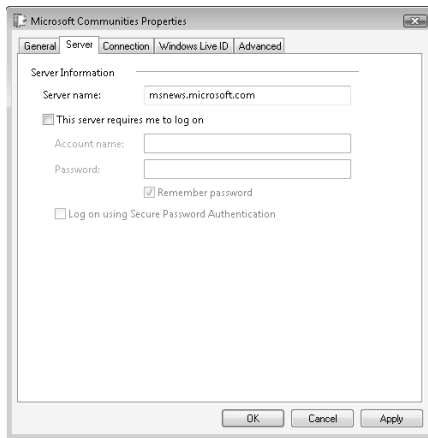 Microsoft Communities Properties
General Server Connection Windows Live ID Advanced
Server Information
Server name: msnews.microsoft.com
This server requires me to log on
Account name:
Password:
Remember password
Log on using Secure Password Authentication
OK Cancel Apply